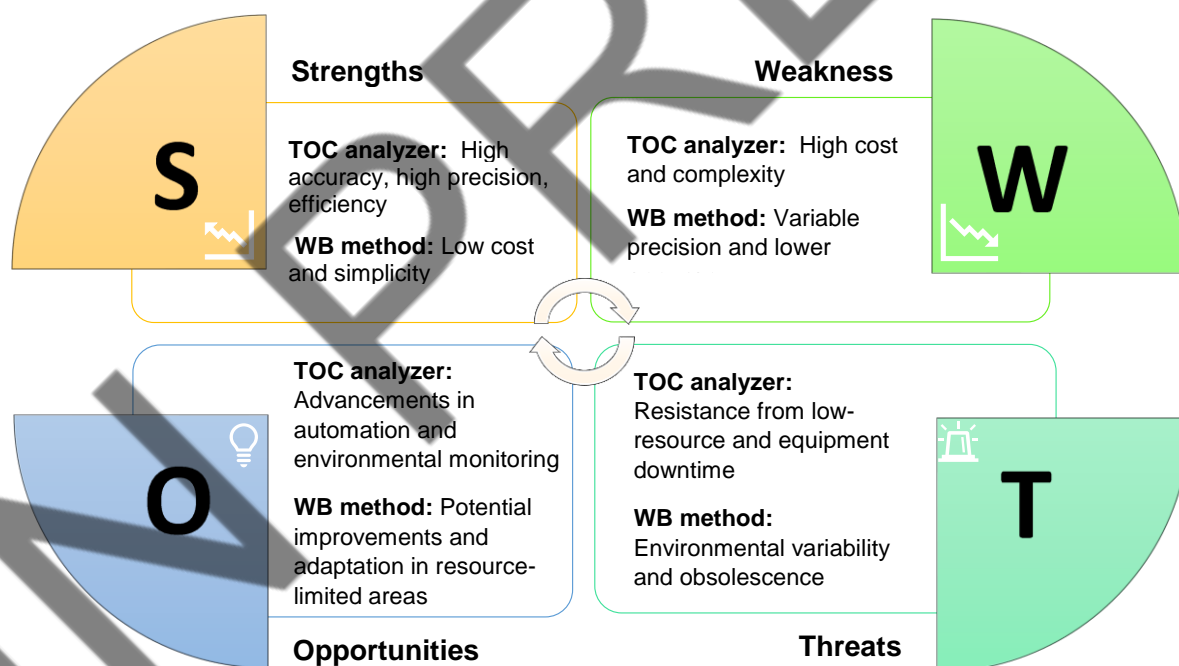 Strengths
S
TOC analyzer: High
accuracy, high precision,
efficiency
WB method: Low cost
and simplicity
Weakness
W
TOC analyzer: High cost
and complexity
WB method: Variable
precision and lower
O
TOC analyzer:
Advancements in
automation and
environmental monitoring
WB method: Potential
improvements and
adaptation in resource-
limited areas
Opportunities
T
TOC analyzer:
Resistance from low-
resource and equipment
downtime
WB method:
Environmental variability
and obsolescence
Threats